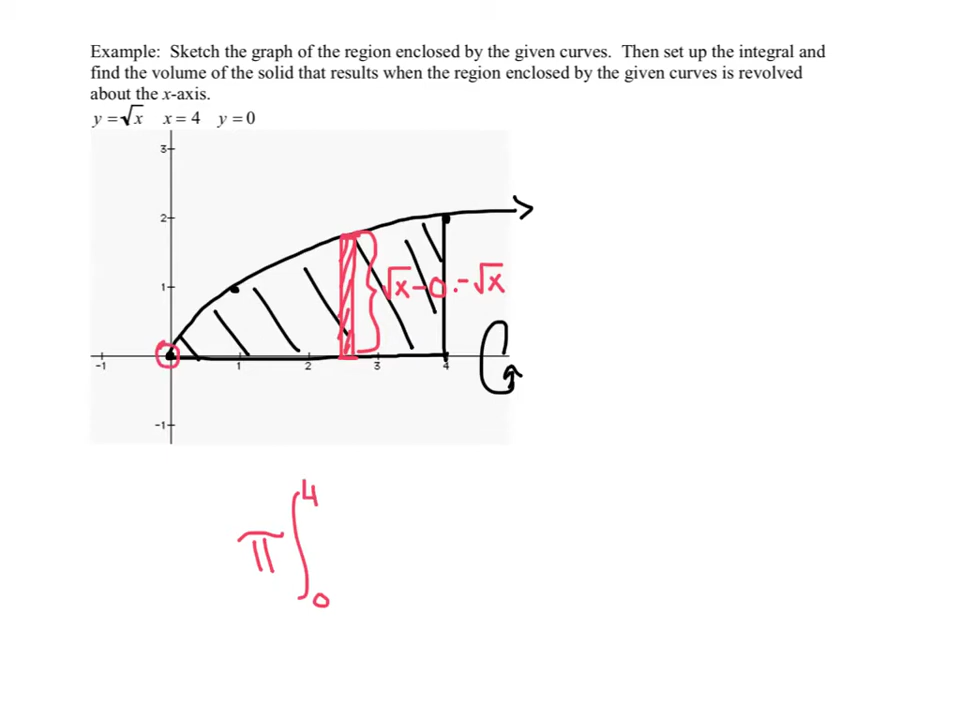 Example: Sketch the graph of the region enclosed by the given curves. Then set up the integral and
find the volume of the solid that results when the region enclosed by the given curves is revolved
about the x-axis.
y = √x x = 4 y = 0
3
2
1
√x - 0 = √x
-1 1 2 3 4
-1
π∫₀⁴